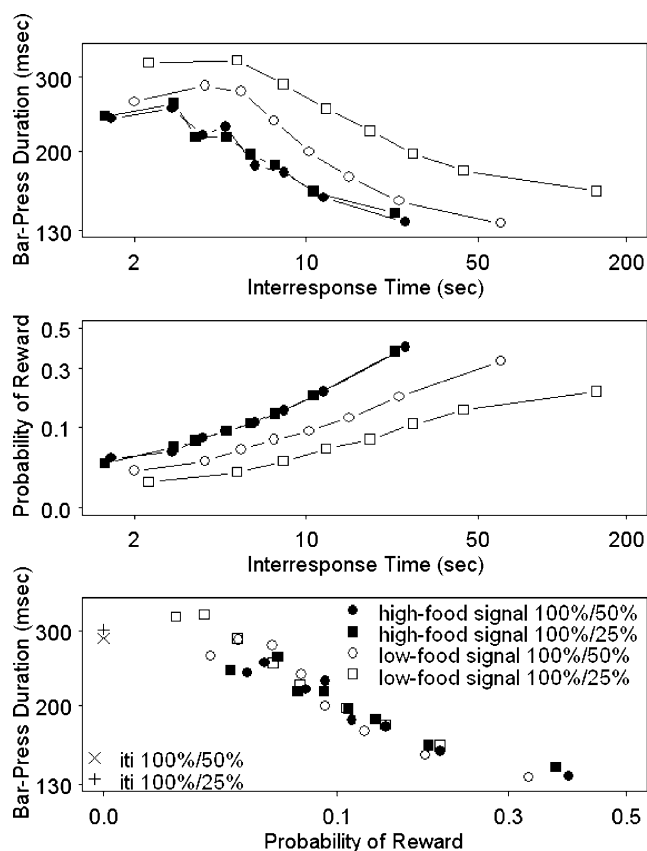 Bar-Press Duration (msec)
300
200
130
2
10
50
200
Interresponse Time (sec)
Probability of Reward
0.5
0.3
0.1
0.0
2
10
50
200
Interresponse Time (sec)
Bar-Press Duration (msec)
300
200
130
high-food signal 100%/50%
high-food signal 100%/25%
low-food signal 100%/50%
low-food signal 100%/25%
iti 100%/50%
iti 100%/25%
0.0
0.1
0.3
0.5
Probability of Reward